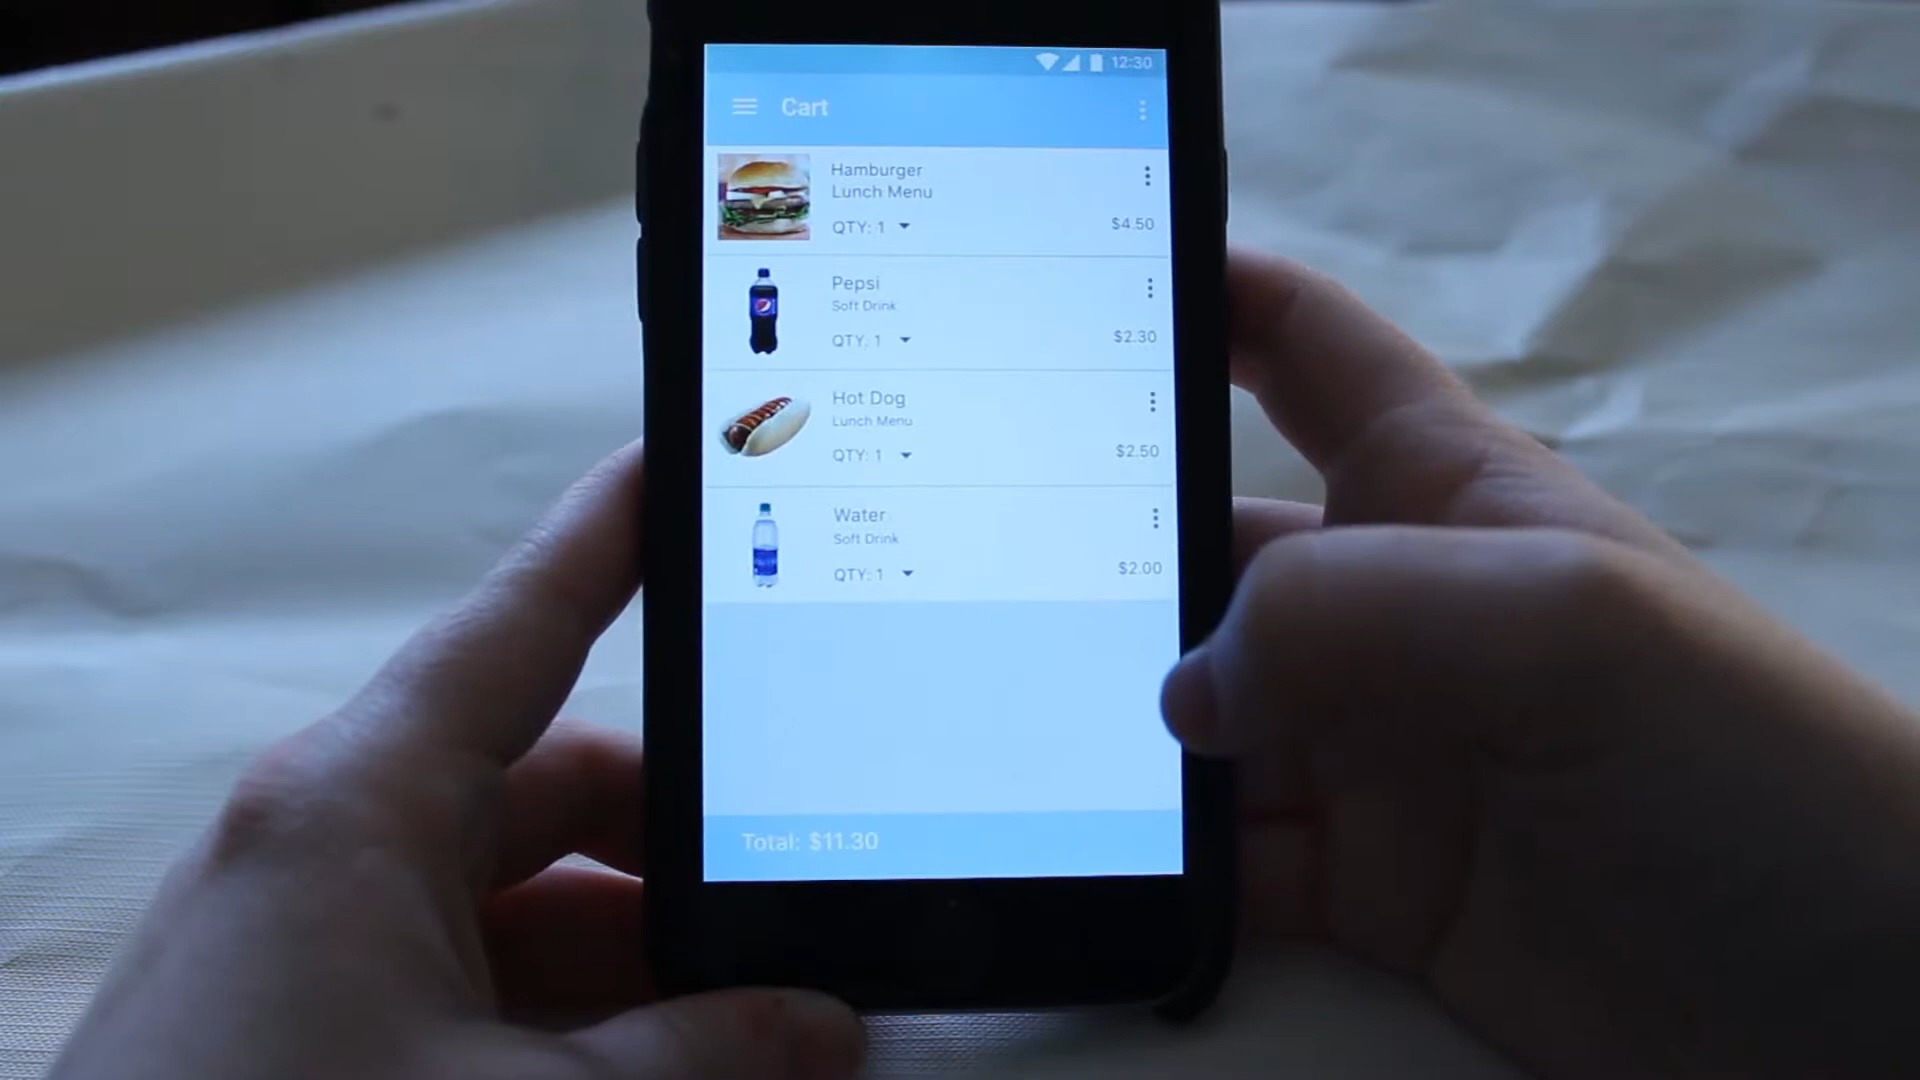 12:30
Cart
Hamburger
Lunch Menu
QTY: 1
$4.50
Pepsi
Soft Drink
QTY: 1
$2.30
Hot Dog
Lunch Menu
QTY: 1
$2.50
Water
Soft Drink
QTY: 1
$2.00
Total: $11.30